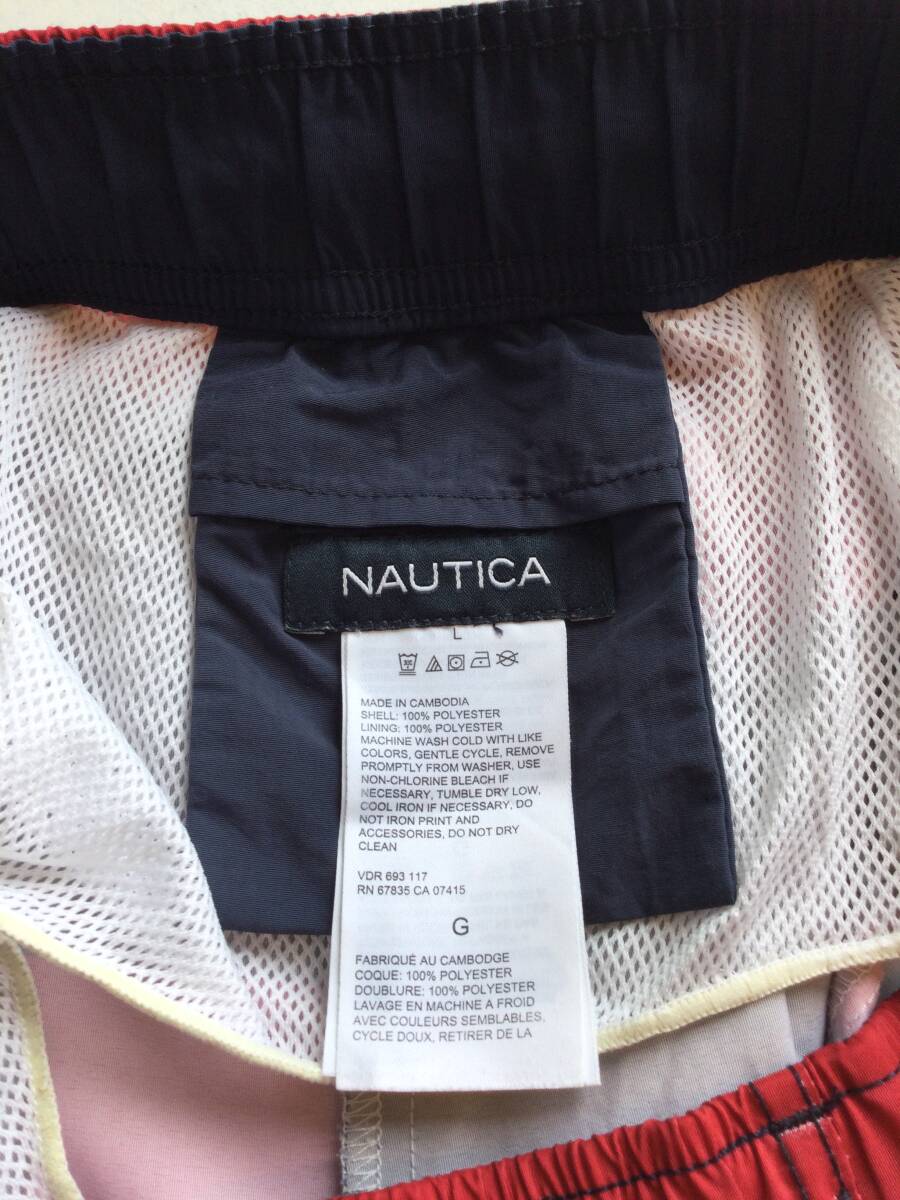 NAUTICA
L
MADE IN CAMBODIA
SHELL: 100% POLYESTER
LINING: 100% POLYESTER
MACHINE WASH COLD WITH LIKE
COLORS, GENTLE CYCLE, REMOVE
PROMPTLY FROM WASHER, USE
NON-CHLORINE BLEACH IF
NECESSARY, TUMBLE DRY LOW,
COOL IRON IF NECESSARY, DO
NOT IRON PRINT AND
ACCESSORIES, DO NOT DRY
CLEAN
VDR 693 117
RN 67835 CA 07415
G
FABRIQUÉ AU CAMBODGE
COQUE: 100% POLYESTER
DOUBLURE: 100% POLYESTER
LAVAGE EN MACHINE A FROID
AVEC COULEURS SEMBLABLES,
CYCLE DOUX, RETIRER DE LA